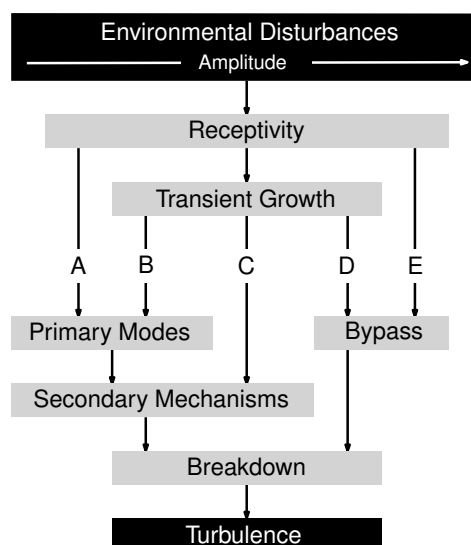 Environmental Disturbances
Amplitude
Receptivity
Transient Growth
A B C D E
Primary Modes Bypass
Secondary Mechanisms
Breakdown
Turbulence